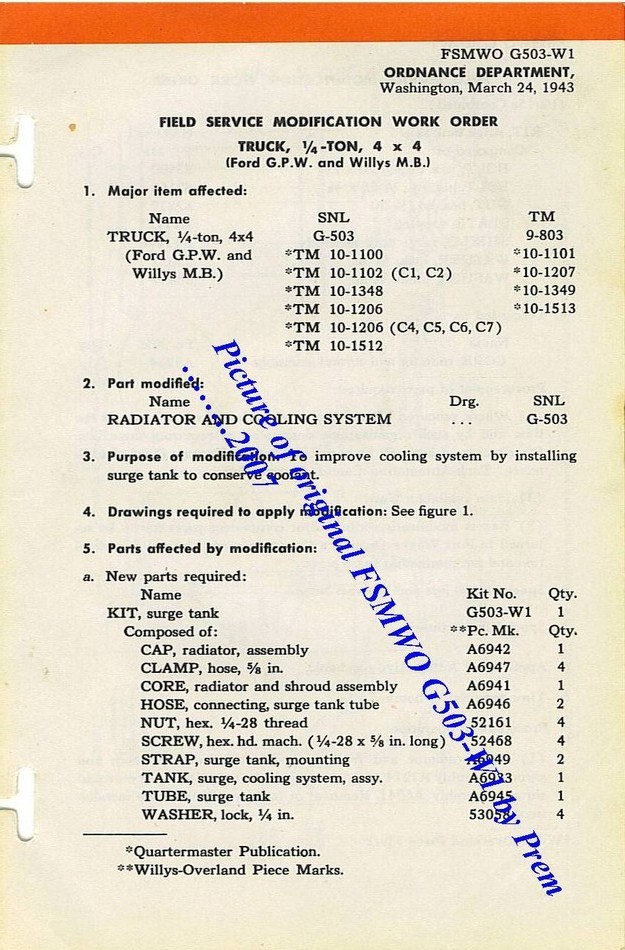 FSMWO G503-W1
ORDNANCE DEPARTMENT,
Washington, March 24, 1943
FIELD SERVICE MODIFICATION WORK ORDER
TRUCK, ¼-TON, 4 x 4
(Ford G.P.W. and Willys M.B.)
1. Major item affected:
Name SNL TM
TRUCK, ¼-ton, 4x4 G-503 9-803
(Ford G.P.W. and *TM 10-1100 *10-1101
Willys M.B.) *TM 10-1102 (C1, C2) *10-1207
*TM 10-1348 *10-1349
*TM 10-1206 *10-1513
*TM 10-1206 (C4, C5, C6, C7)
*TM 10-1512
2. Part modified:
Name Drg. SNL
RADIATOR AND COOLING SYSTEM ... G-503
3. Purpose of modification: To improve cooling system by installing
surge tank to conserve coolant.
4. Drawings required to apply modification: See figure 1.
5. Parts affected by modification:
a. New parts required:
Name Kit No. Qty.
KIT, surge tank G503-W1 1
Composed of: **Pc. Mk. Qty.
CAP, radiator, assembly A6942 1
CLAMP, hose, ⅝ in. A6947 4
CORE, radiator and shroud assembly A6941 1
HOSE, connecting, surge tank tube A6946 2
NUT, hex. ¼-28 thread 52161 4
SCREW, hex. hd. mach. (¼-28 x ⅝ in. long) 52468 4
STRAP, surge tank, mounting A6949 2
TANK, surge, cooling system, assy. A6933 1
TUBE, surge tank A6945 1
WASHER, lock, ¼ in. 53058 4
*Quartermaster Publication.
**Willys-Overland Piece Marks.
Picture of original FSMWO G503-W1 by Prem
........2007